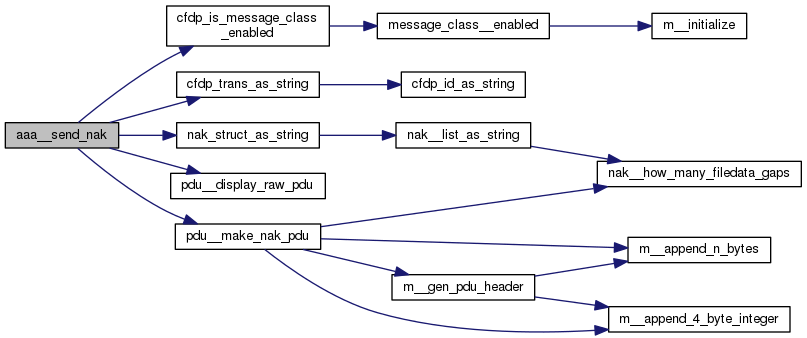 cfdp_is_message_class
_enabled
message_class__enabled
m__initialize
cfdp_trans_as_string
cfdp_id_as_string
aaa__send_nak
nak_struct_as_string
nak__list_as_string
nak__how_many_filedata_gaps
pdu__display_raw_pdu
pdu__make_nak_pdu
m__append_n_bytes
m__gen_pdu_header
m__append_4_byte_integer